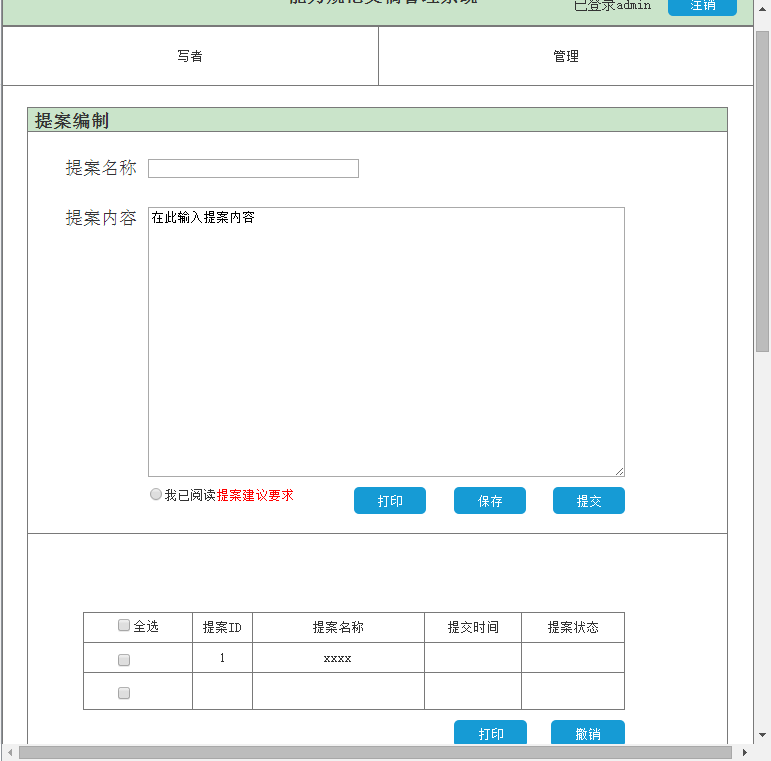 已登录admin 注销
写者 管理
提案编制
提案名称
提案内容 在此输入提案内容
我已阅读提案建议要求 打印 保存 提交
全选 提案ID 提案名称 提交时间 提案状态
1 xxxx
打印 撤销